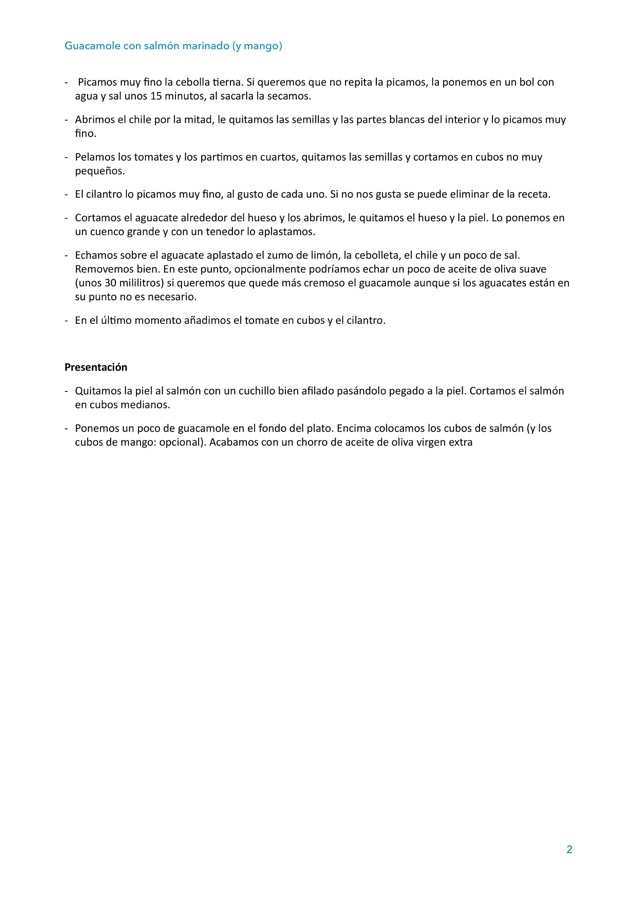 Guacamole con salmón marinado (y mango)
- Picamos muy fino la cebolla tierna. Si queremos que no repita la picamos, la ponemos en un bol con
agua y sal unos 15 minutos, al sacarla la secamos.
- Abrimos el chile por la mitad, le quitamos las semillas y las partes blancas del interior y lo picamos muy
fino.
- Pelamos los tomates y los partimos en cuartos, quitamos las semillas y cortamos en cubos no muy
pequeños.
- El cilantro lo picamos muy fino, al gusto de cada uno. Si no nos gusta se puede eliminar de la receta.
- Cortamos el aguacate alrededor del hueso y los abrimos, le quitamos el hueso y la piel. Lo ponemos en
un cuenco grande y con un tenedor lo aplastamos.
- Echamos sobre el aguacate aplastado el zumo de limón, la cebolleta, el chile y un poco de sal.
Removemos bien. En este punto, opcionalmente podríamos echar un poco de aceite de oliva suave
(unos 30 mililitros) si queremos que quede más cremoso el guacamole aunque si los aguacates están en
su punto no es necesario.
- En el último momento añadimos el tomate en cubos y el cilantro.
Presentación
- Quitamos la piel al salmón con un cuchillo bien afilado pasándolo pegado a la piel. Cortamos el salmón
en cubos medianos.
- Ponemos un poco de guacamole en el fondo del plato. Encima colocamos los cubos de salmón (y los
cubos de mango: opcional). Acabamos con un chorro de aceite de oliva virgen extra
2